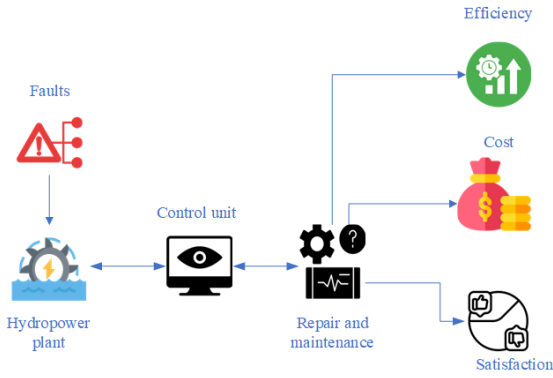 Efficiency
Faults
Cost
Control unit
Hydropower
plant
Repair and
maintenance
Satisfaction